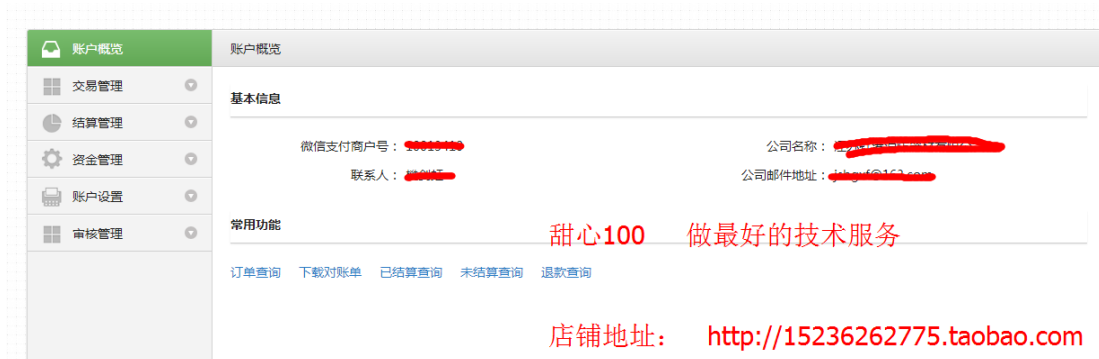 账户概览
交易管理
结算管理
资金管理
账户设置
审核管理
账户概览
基本信息
微信支付商户号：
公司名称：
联系人：
公司邮件地址：
常用功能
甜心100 做最好的技术服务
订单查询 下载对账单 已结算查询 未结算查询 退款查询
店铺地址： http://15236262775.taobao.com